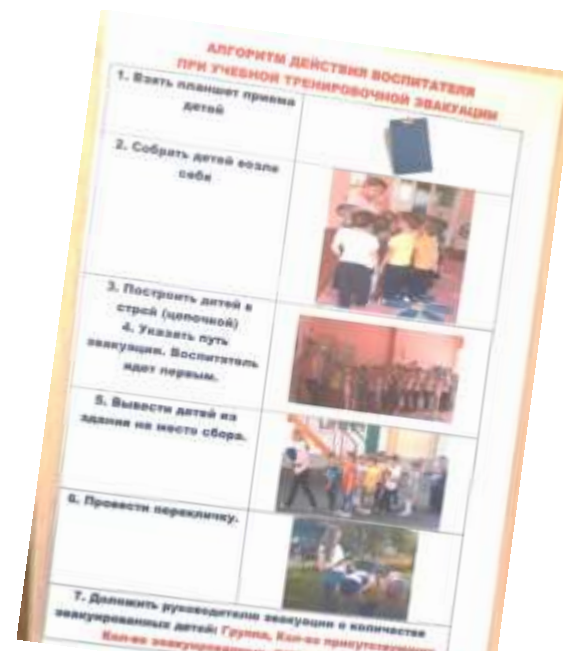 АЛГОРИТМ ДЕЙСТВИЯ ВОСПИТАТЕЛЯ
ПРИ УЧЕБНОЙ ТРЕНИРОВОЧНОЙ ЭВАКУАЦИИ
1. Взять планшет приема
детей
2. Собрать детей возле
себя
3. Построить детей в
строй (цепочкой)
4. Указать путь
эвакуации. Воспитатель
идет первым.
5. Вывести детей из
здания на место сбора.
6. Провести перекличку.
7. Доложить руководителю эвакуации о количестве
эвакуированных детей: Группа, Кол-во присутствующих
Кол-во